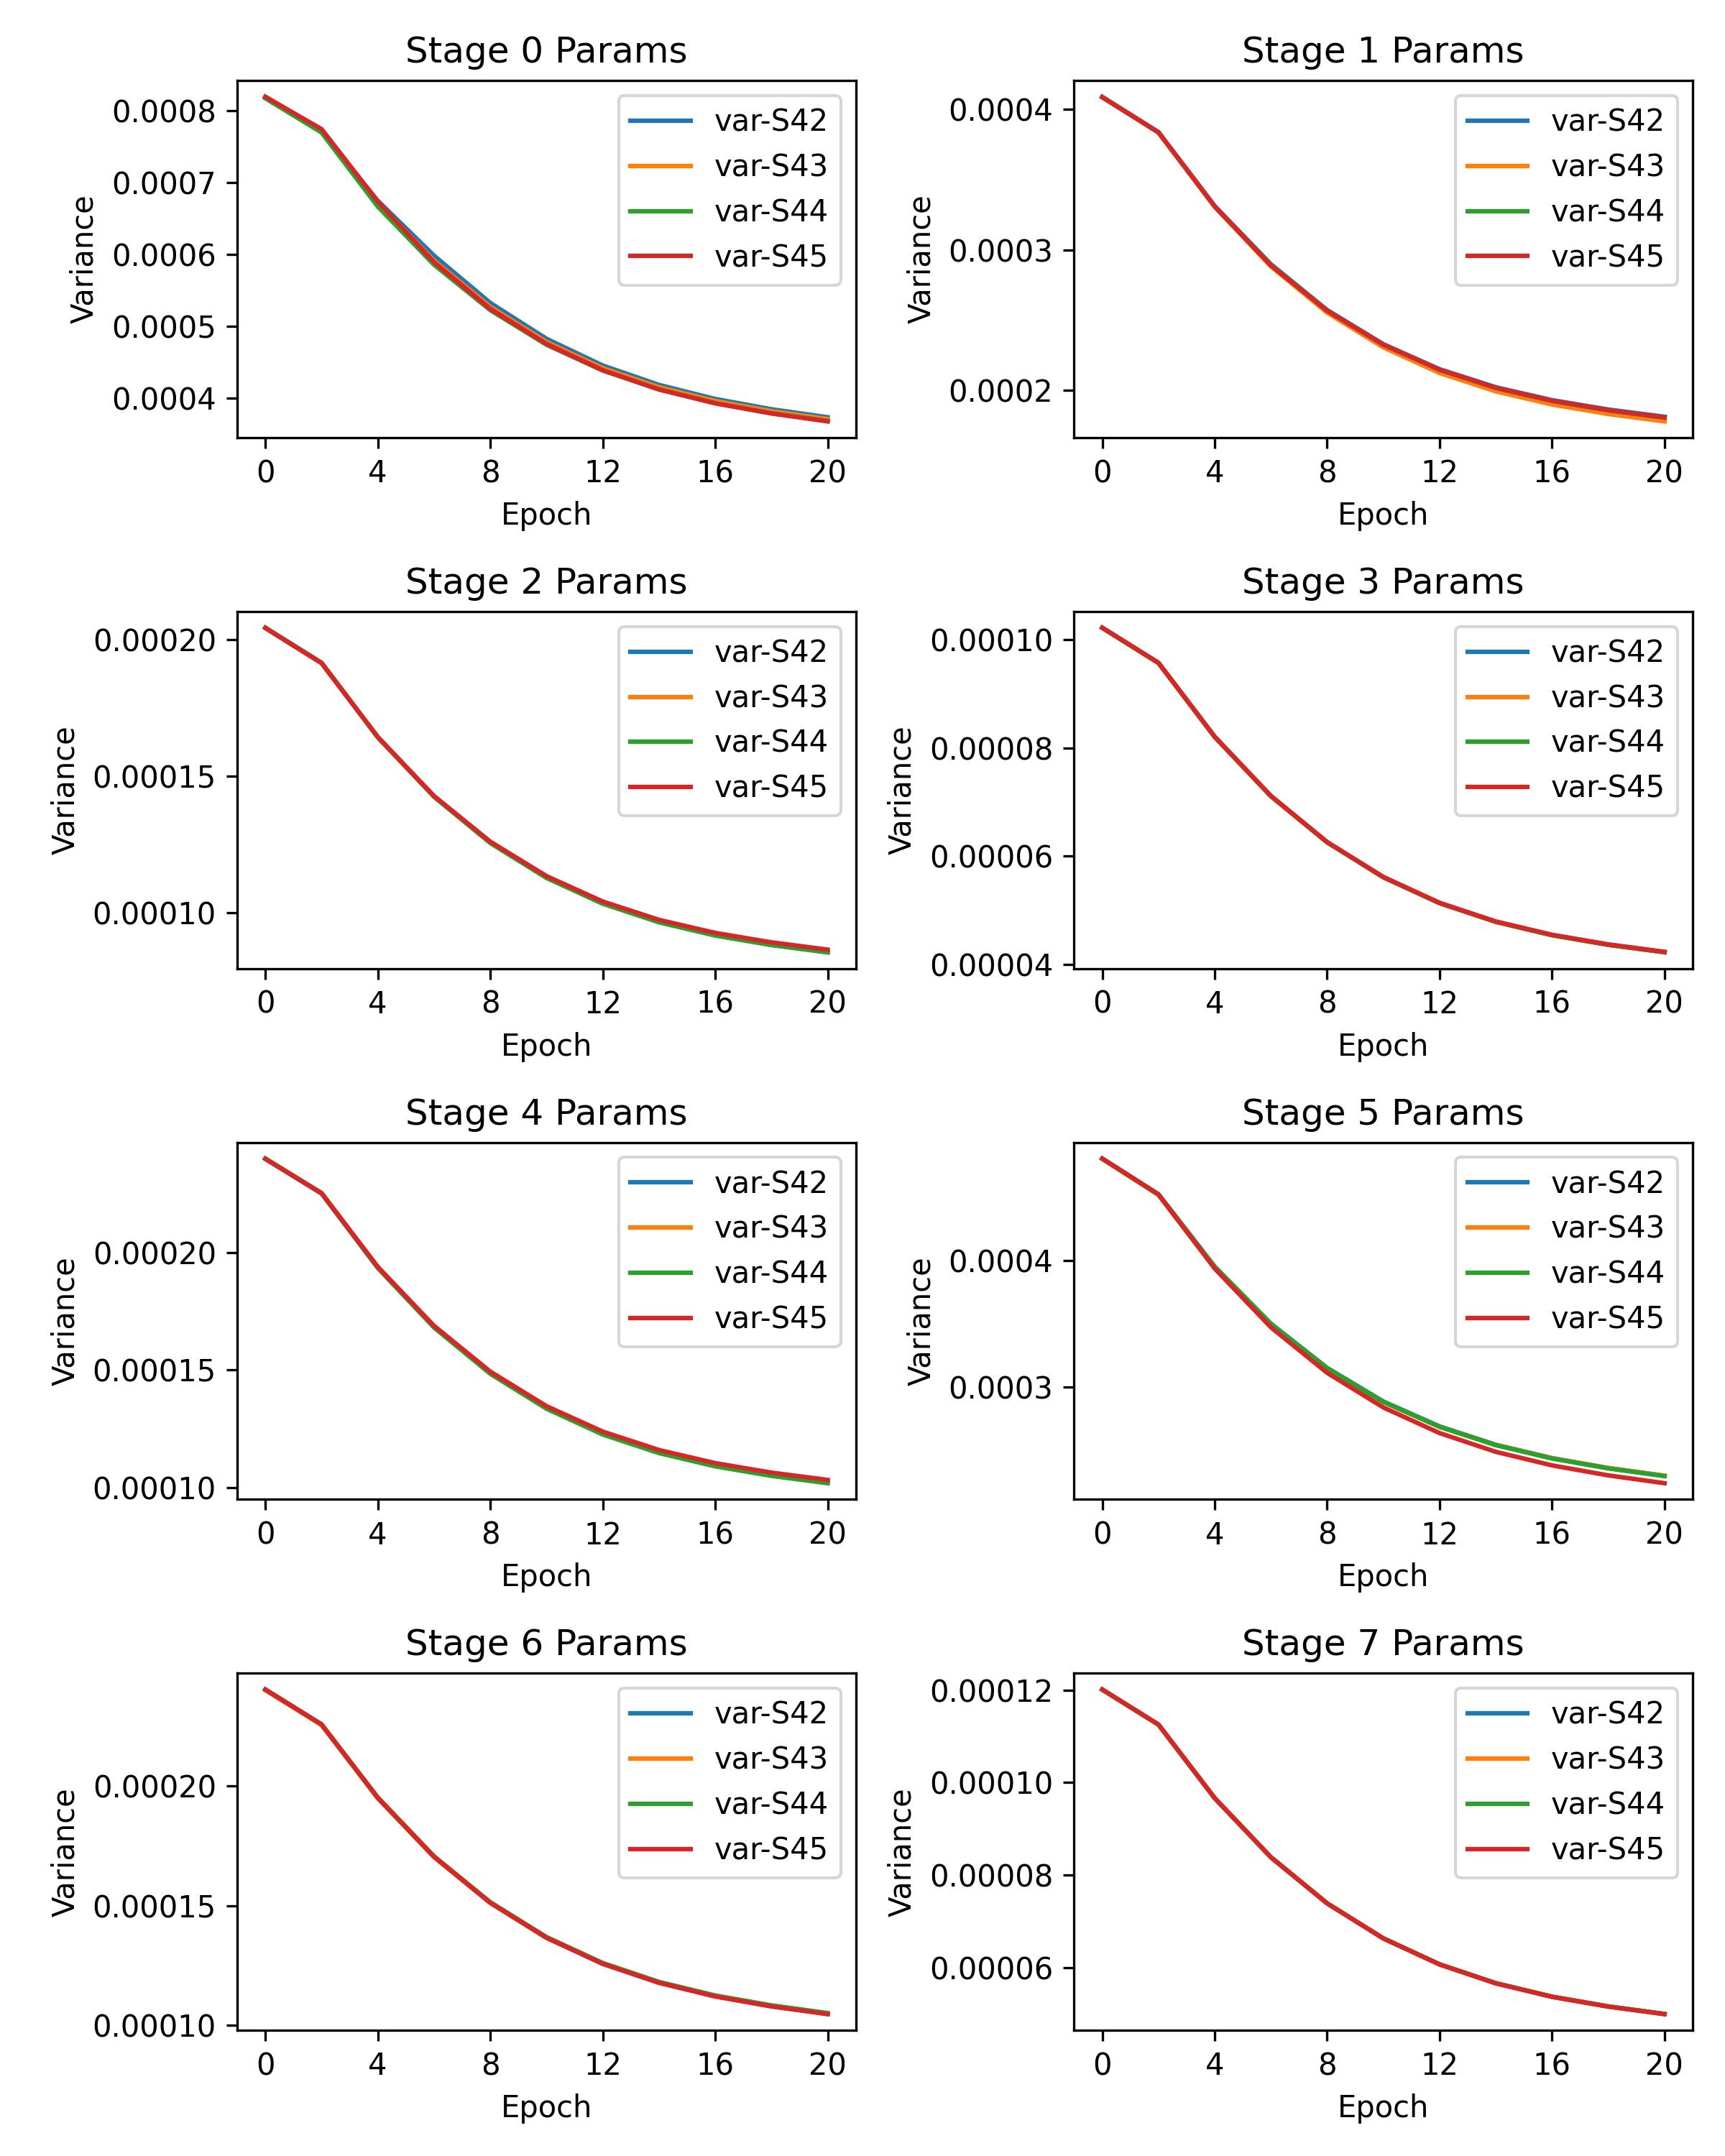 Stage 0 Params
0.0008
0.0007
0.0006
0.0005
0.0004
Variance
0 4 8 12 16 20
Epoch
var-S42
var-S43
var-S44
var-S45
Stage 1 Params
0.0004
0.0003
0.0002
Variance
0 4 8 12 16 20
Epoch
var-S42
var-S43
var-S44
var-S45
Stage 2 Params
0.00020
0.00015
0.00010
Variance
0 4 8 12 16 20
Epoch
var-S42
var-S43
var-S44
var-S45
Stage 3 Params
0.00010
0.00008
0.00006
0.00004
Variance
0 4 8 12 16 20
Epoch
var-S42
var-S43
var-S44
var-S45
Stage 4 Params
0.00020
0.00015
0.00010
Variance
0 4 8 12 16 20
Epoch
var-S42
var-S43
var-S44
var-S45
Stage 5 Params
0.0004
0.0003
Variance
0 4 8 12 16 20
Epoch
var-S42
var-S43
var-S44
var-S45
Stage 6 Params
0.00020
0.00015
0.00010
Variance
0 4 8 12 16 20
Epoch
var-S42
var-S43
var-S44
var-S45
Stage 7 Params
0.00012
0.00010
0.00008
0.00006
Variance
0 4 8 12 16 20
Epoch
var-S42
var-S43
var-S44
var-S45